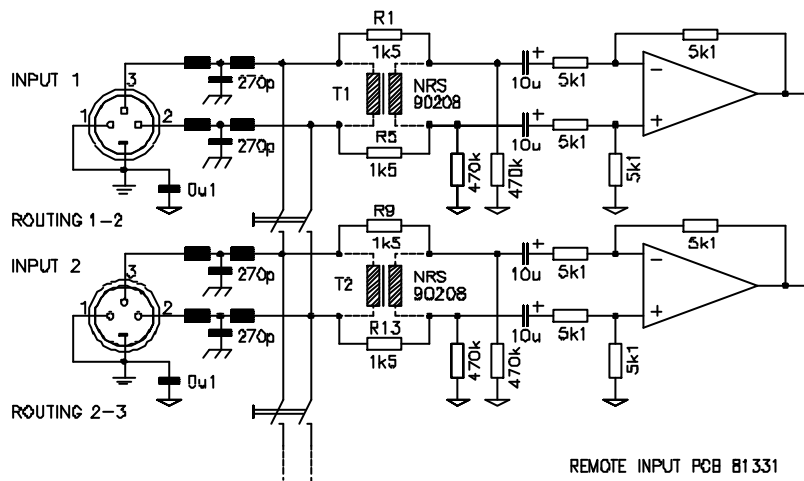 R1
1k5
INPUT 1
3
1
2
270p
270p
0u1
T1
NRS
90208
R5
1k5
10u
+
5k1
5k1
10u
+
5k1
470k
470k
5k1
−
+
ROUTING 1-2
R9
1k5
INPUT 2
3
1
2
270p
270p
0u1
T2
NRS
90208
R13
1k5
10u
+
5k1
5k1
10u
+
5k1
470k
470k
5k1
−
+
ROUTING 2-3
REMOTE INPUT PCB 81331